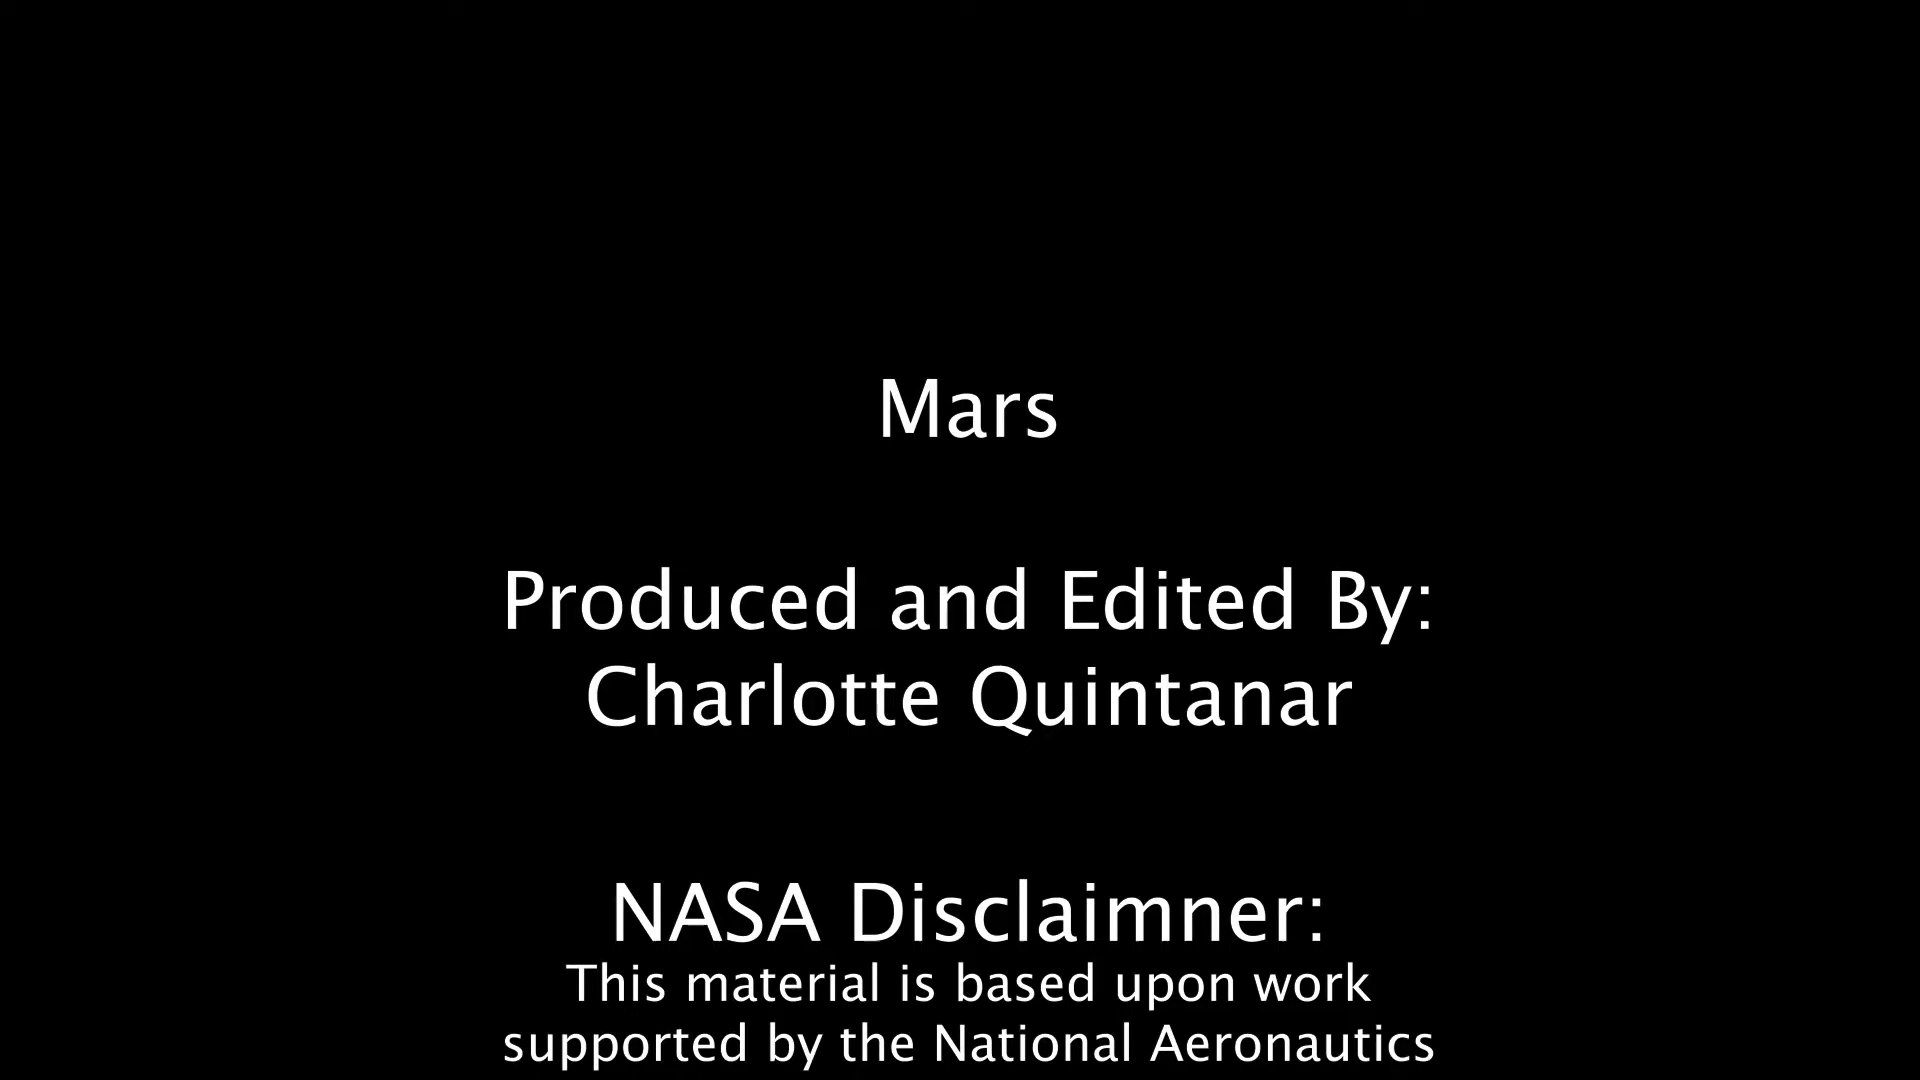 Mars
Produced and Edited By:
Charlotte Quintanar
NASA Disclaimner:
This material is based upon work
supported by the National Aeronautics